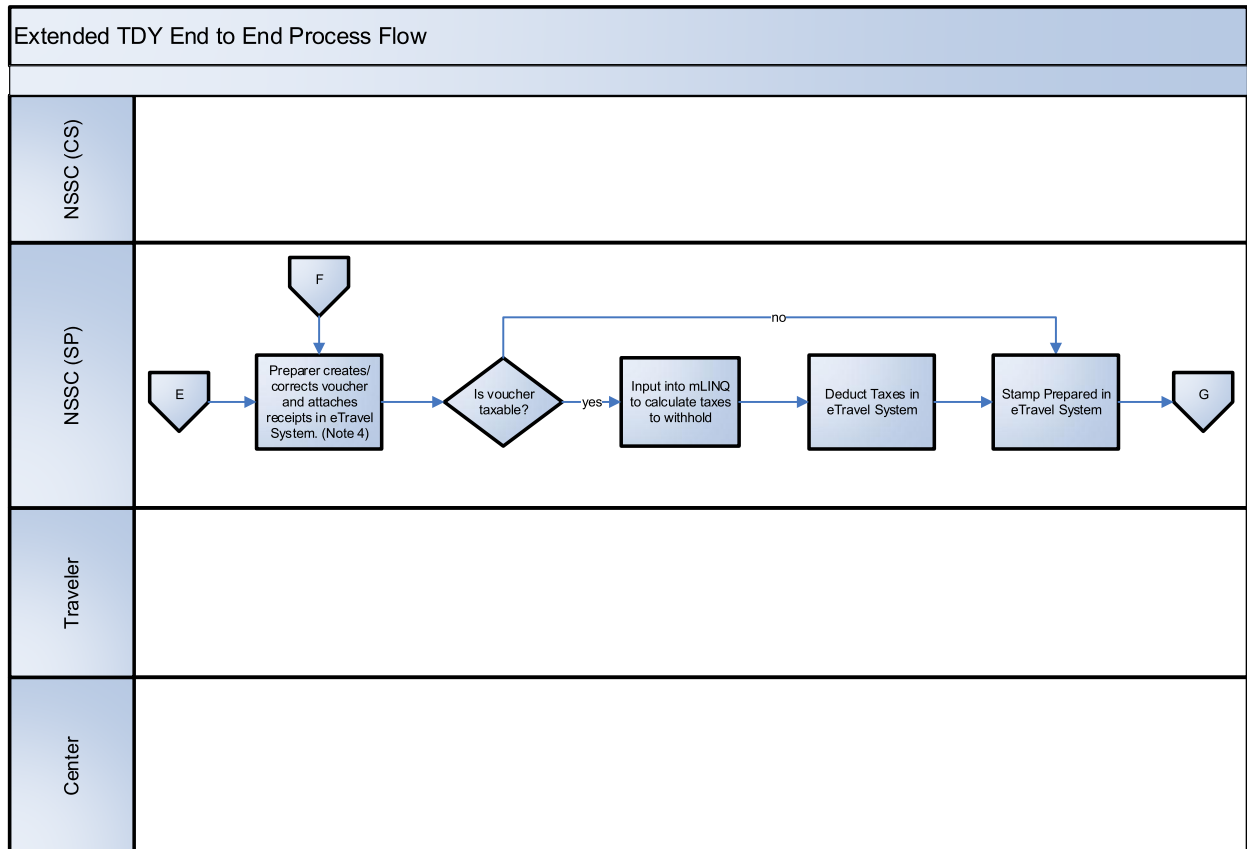 Extended TDY End to End Process Flow
NSSC (CS)
NSSC (SP)
F
E
Preparer creates/
corrects voucher
and attaches
receipts in eTravel
System. (Note 4)
Is voucher
taxable?
no
yes
Input into mLINQ
to calculate taxes
to withhold
Deduct Taxes in
eTravel System
Stamp Prepared in
eTravel System
G
Traveler
Center